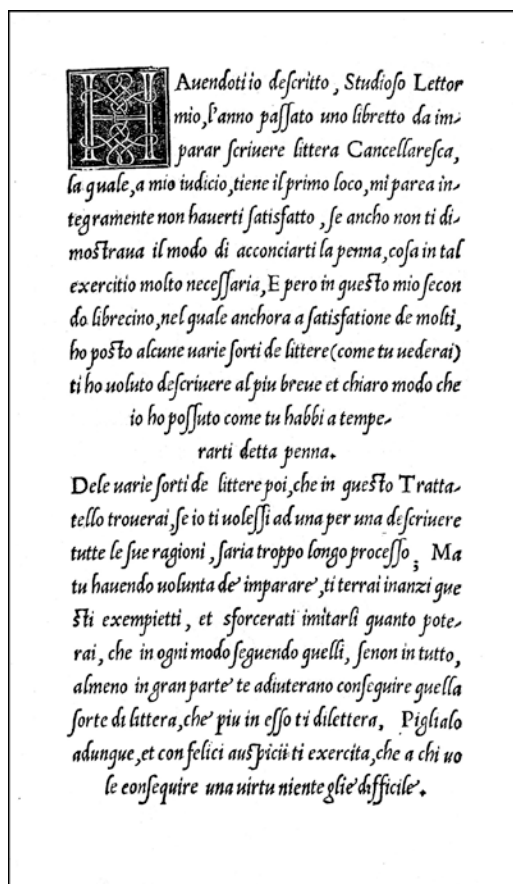 HAuendoti io deſcritto, Studioſo Lettor
mio, l'anno paſſato uno libretto da im-
parar ſcriuere littera Cancellareſca,
la quale, a mio iudicio, tiene il primo loco, mi parea in-
tegramente non hauerti ſatisfatto, ſe ancho non ti di-
moſtraua il modo di acconciarti la penna, coſa in tal
exercitio molto neceſſaria, E pero in queſto mio ſecon
do librecino, nel quale anchora a ſatisfatione de molti,
ho poſto alcune uarie ſorti de littere (come tu uederai)
ti ho uoluto deſcriuere al piu breue et chiaro modo che
io ho poſſuto come tu habbi a tempe-
rarti detta penna.
Dele uarie ſorti de littere poi, che in queſto Tratta-
tello trouerai, ſe io ti uoleſſi ad una per una deſcriuere
tutte le ſue ragioni, ſaria troppo longo proceſſo; Ma
tu hauendo uolunta de imparare, ti terrai inanzi que
ſti exempietti, et sforcerati imitarli quanto pote-
rai, che in ogni modo ſeguendo quelli, ſenon in tutto,
almeno in gran parte te adiuterano conſequire quella
ſorte di littera, che piu in eſſo ti dilettera, Piglialo
adunque, et con felici auſpicii ti exercita, che a chi uo
le conſequire una uirtu niente glie difficile.